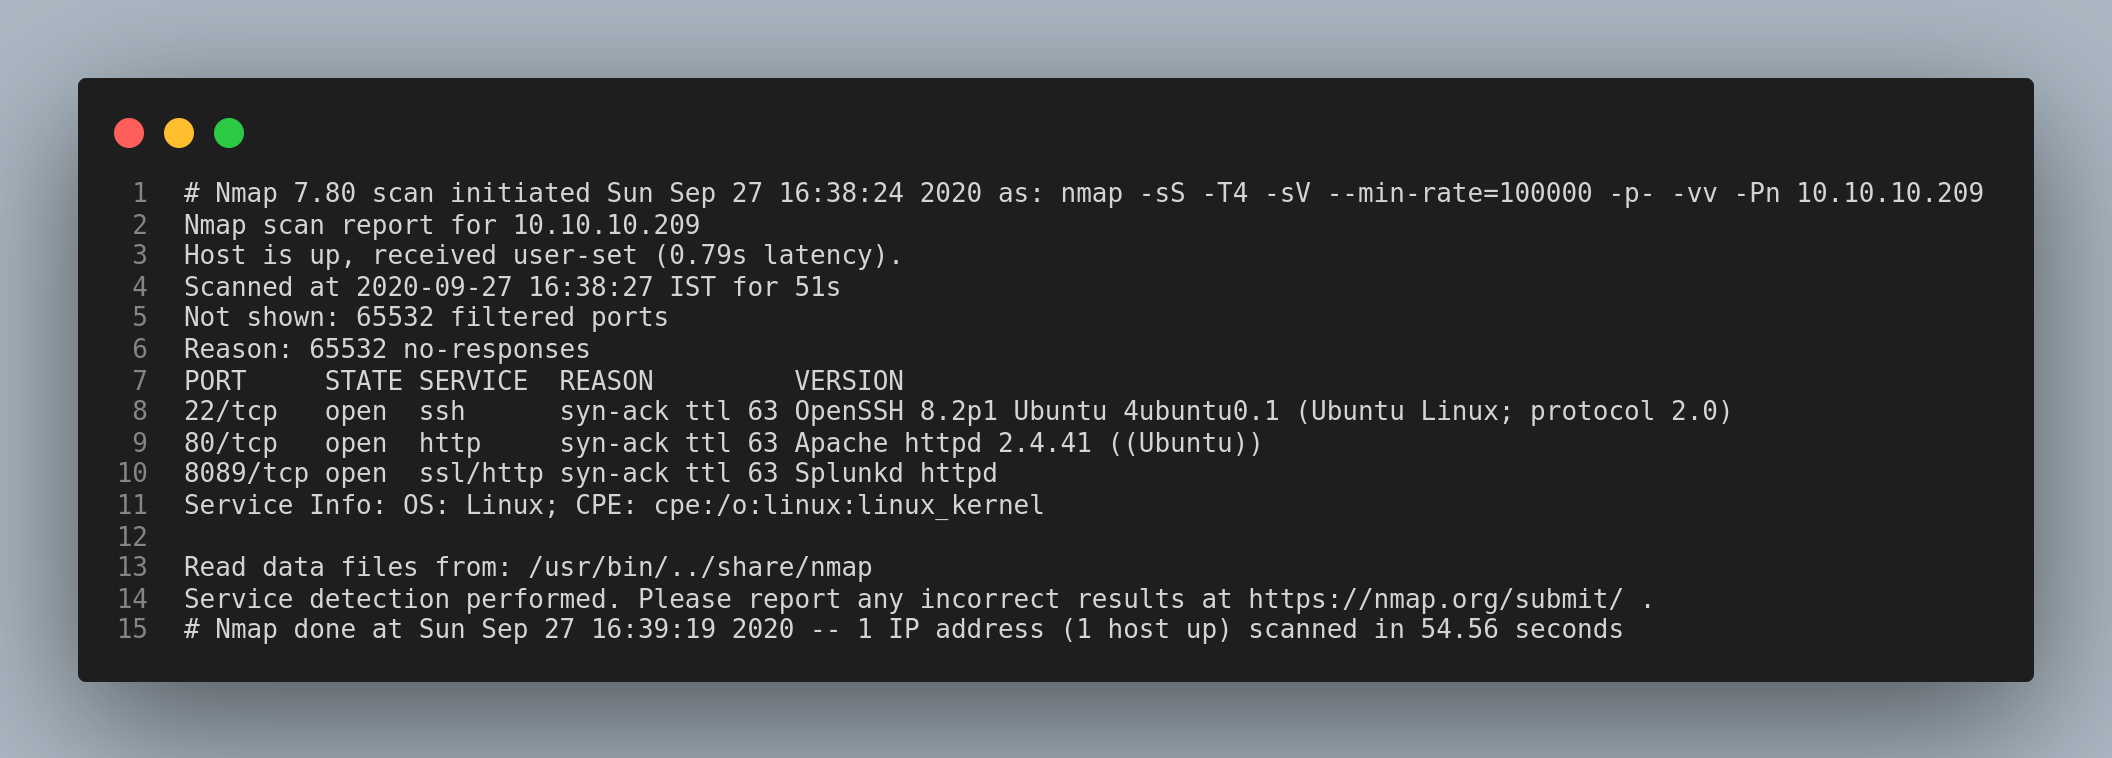 1 # Nmap 7.80 scan initiated Sun Sep 27 16:38:24 2020 as: nmap -sS -T4 -sV --min-rate=100000 -p- -vv -Pn 10.10.10.209
2 Nmap scan report for 10.10.10.209
3 Host is up, received user-set (0.79s latency).
4 Scanned at 2020-09-27 16:38:27 IST for 51s
5 Not shown: 65532 filtered ports
6 Reason: 65532 no-responses
7 PORT     STATE SERVICE  REASON         VERSION
8 22/tcp   open  ssh      syn-ack ttl 63 OpenSSH 8.2p1 Ubuntu 4ubuntu0.1 (Ubuntu Linux; protocol 2.0)
9 80/tcp   open  http     syn-ack ttl 63 Apache httpd 2.4.41 ((Ubuntu))
10 8089/tcp open  ssl/http syn-ack ttl 63 Splunkd httpd
11 Service Info: OS: Linux; CPE: cpe:/o:linux:linux_kernel
12
13 Read data files from: /usr/bin/../share/nmap
14 Service detection performed. Please report any incorrect results at https://nmap.org/submit/ .
15 # Nmap done at Sun Sep 27 16:39:19 2020 -- 1 IP address (1 host up) scanned in 54.56 seconds